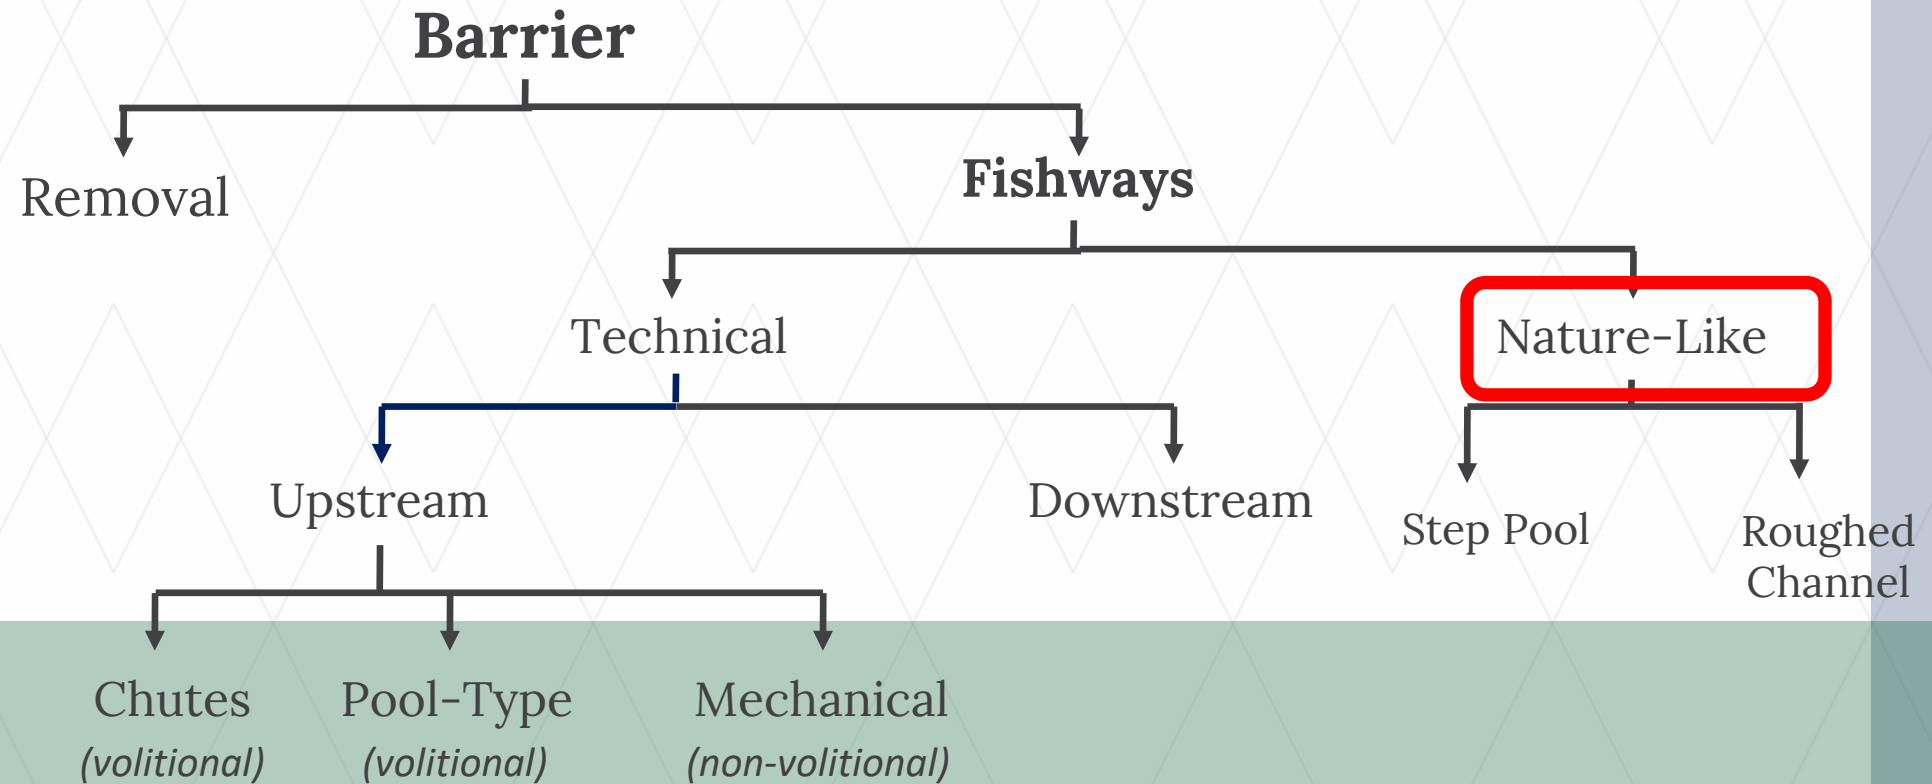 Barrier
Removal
Fishways
Technical
Nature-Like
Upstream
Downstream
Step Pool
Roughed
Channel
Chutes
(volitional)
Pool-Type
(volitional)
Mechanical
(non-volitional)